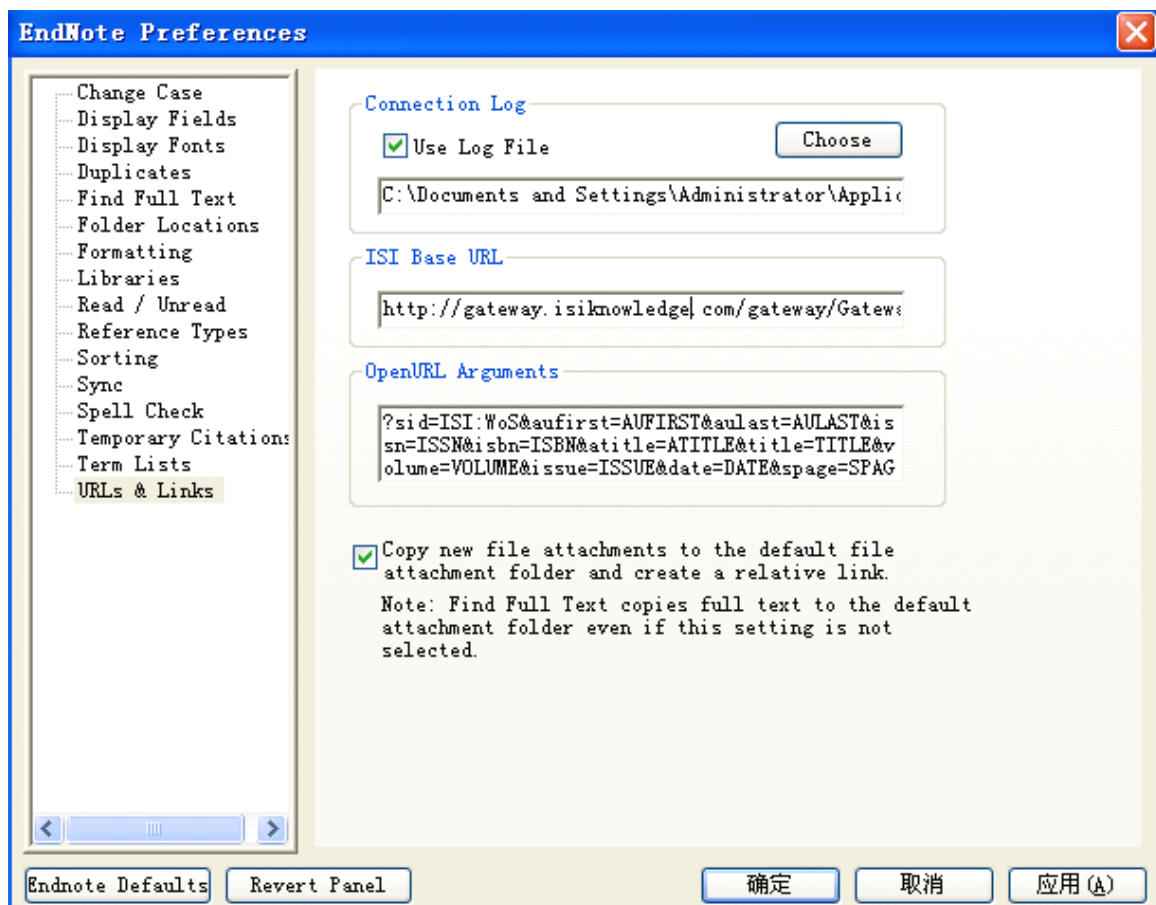 EndNote Preferences
Change Case
Display Fields
Display Fonts
Duplicates
Find Full Text
Folder Locations
Formatting
Libraries
Read / Unread
Reference Types
Sorting
Sync
Spell Check
Temporary Citations
Term Lists
URLs & Links
Connection Log
Use Log File
Choose
C:\Documents and Settings\Administrator\Applic
ISI Base URL
http://gateway.isiknowledge.com/gateway/Gatewa
OpenURL Arguments
?sid=ISI:WoS&aufirst=AUFIRST&aulast=AULAST&is
sn=ISSN&isbn=ISBN&atitle=ATITLE&title=TITLE&v
olume=VOLUME&issue=ISSUE&date=DATE&spage=SPAG
Copy new file attachments to the default file
attachment folder and create a relative link.
Note: Find Full Text copies full text to the default
attachment folder even if this setting is not
selected.
Endnote Defaults
Revert Panel
确定
取消
应用(A)